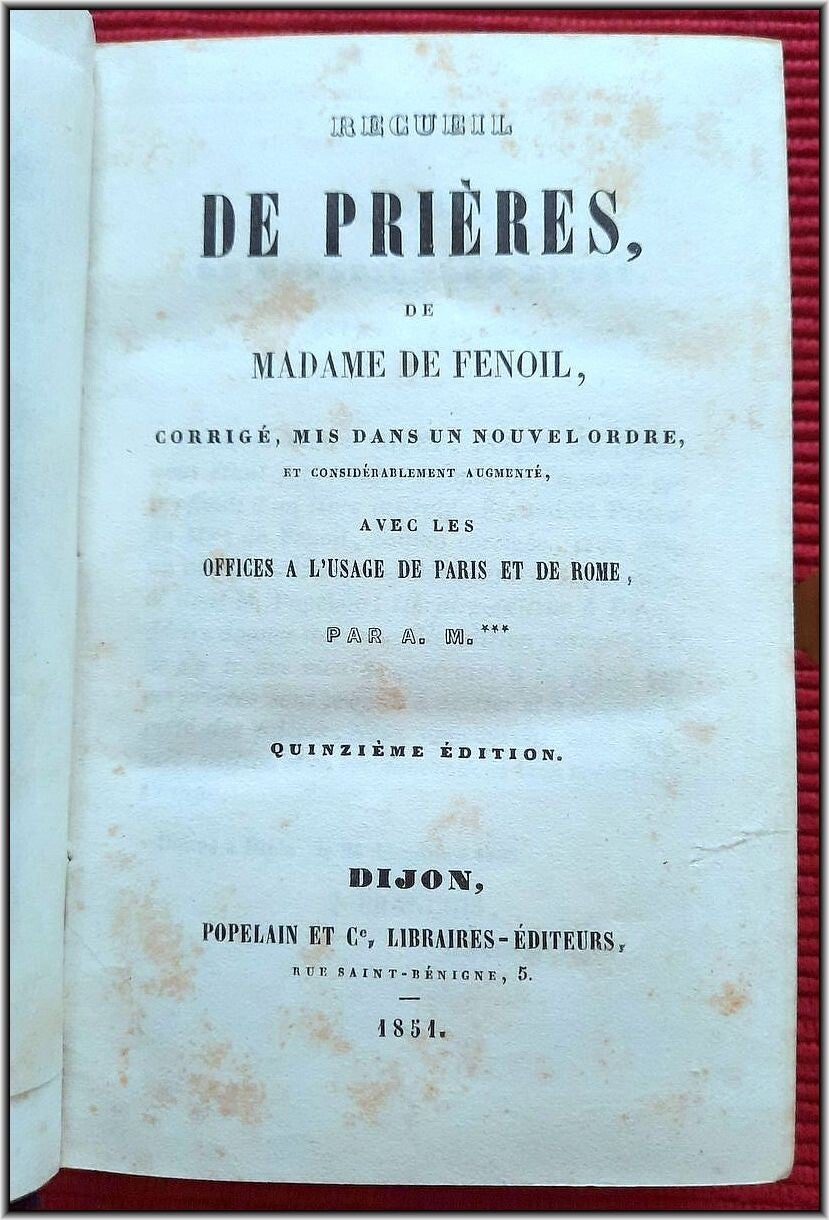 RECUEIL
DE PRIÈRES,
DE
MADAME DE FENOIL,
CORRIGÉ, MIS DANS UN NOUVEL ORDRE,
ET CONSIDÉRABLEMENT AUGMENTÉ,
AVEC LES
OFFICES A L'USAGE DE PARIS ET DE ROME,
PAR A. M.***
QUINZIÈME ÉDITION.
DIJON,
POPELAIN ET Cᵉ, LIBRAIRES-ÉDITEURS,
RUE SAINT-BÉNIGNE, 5.
—
1851.